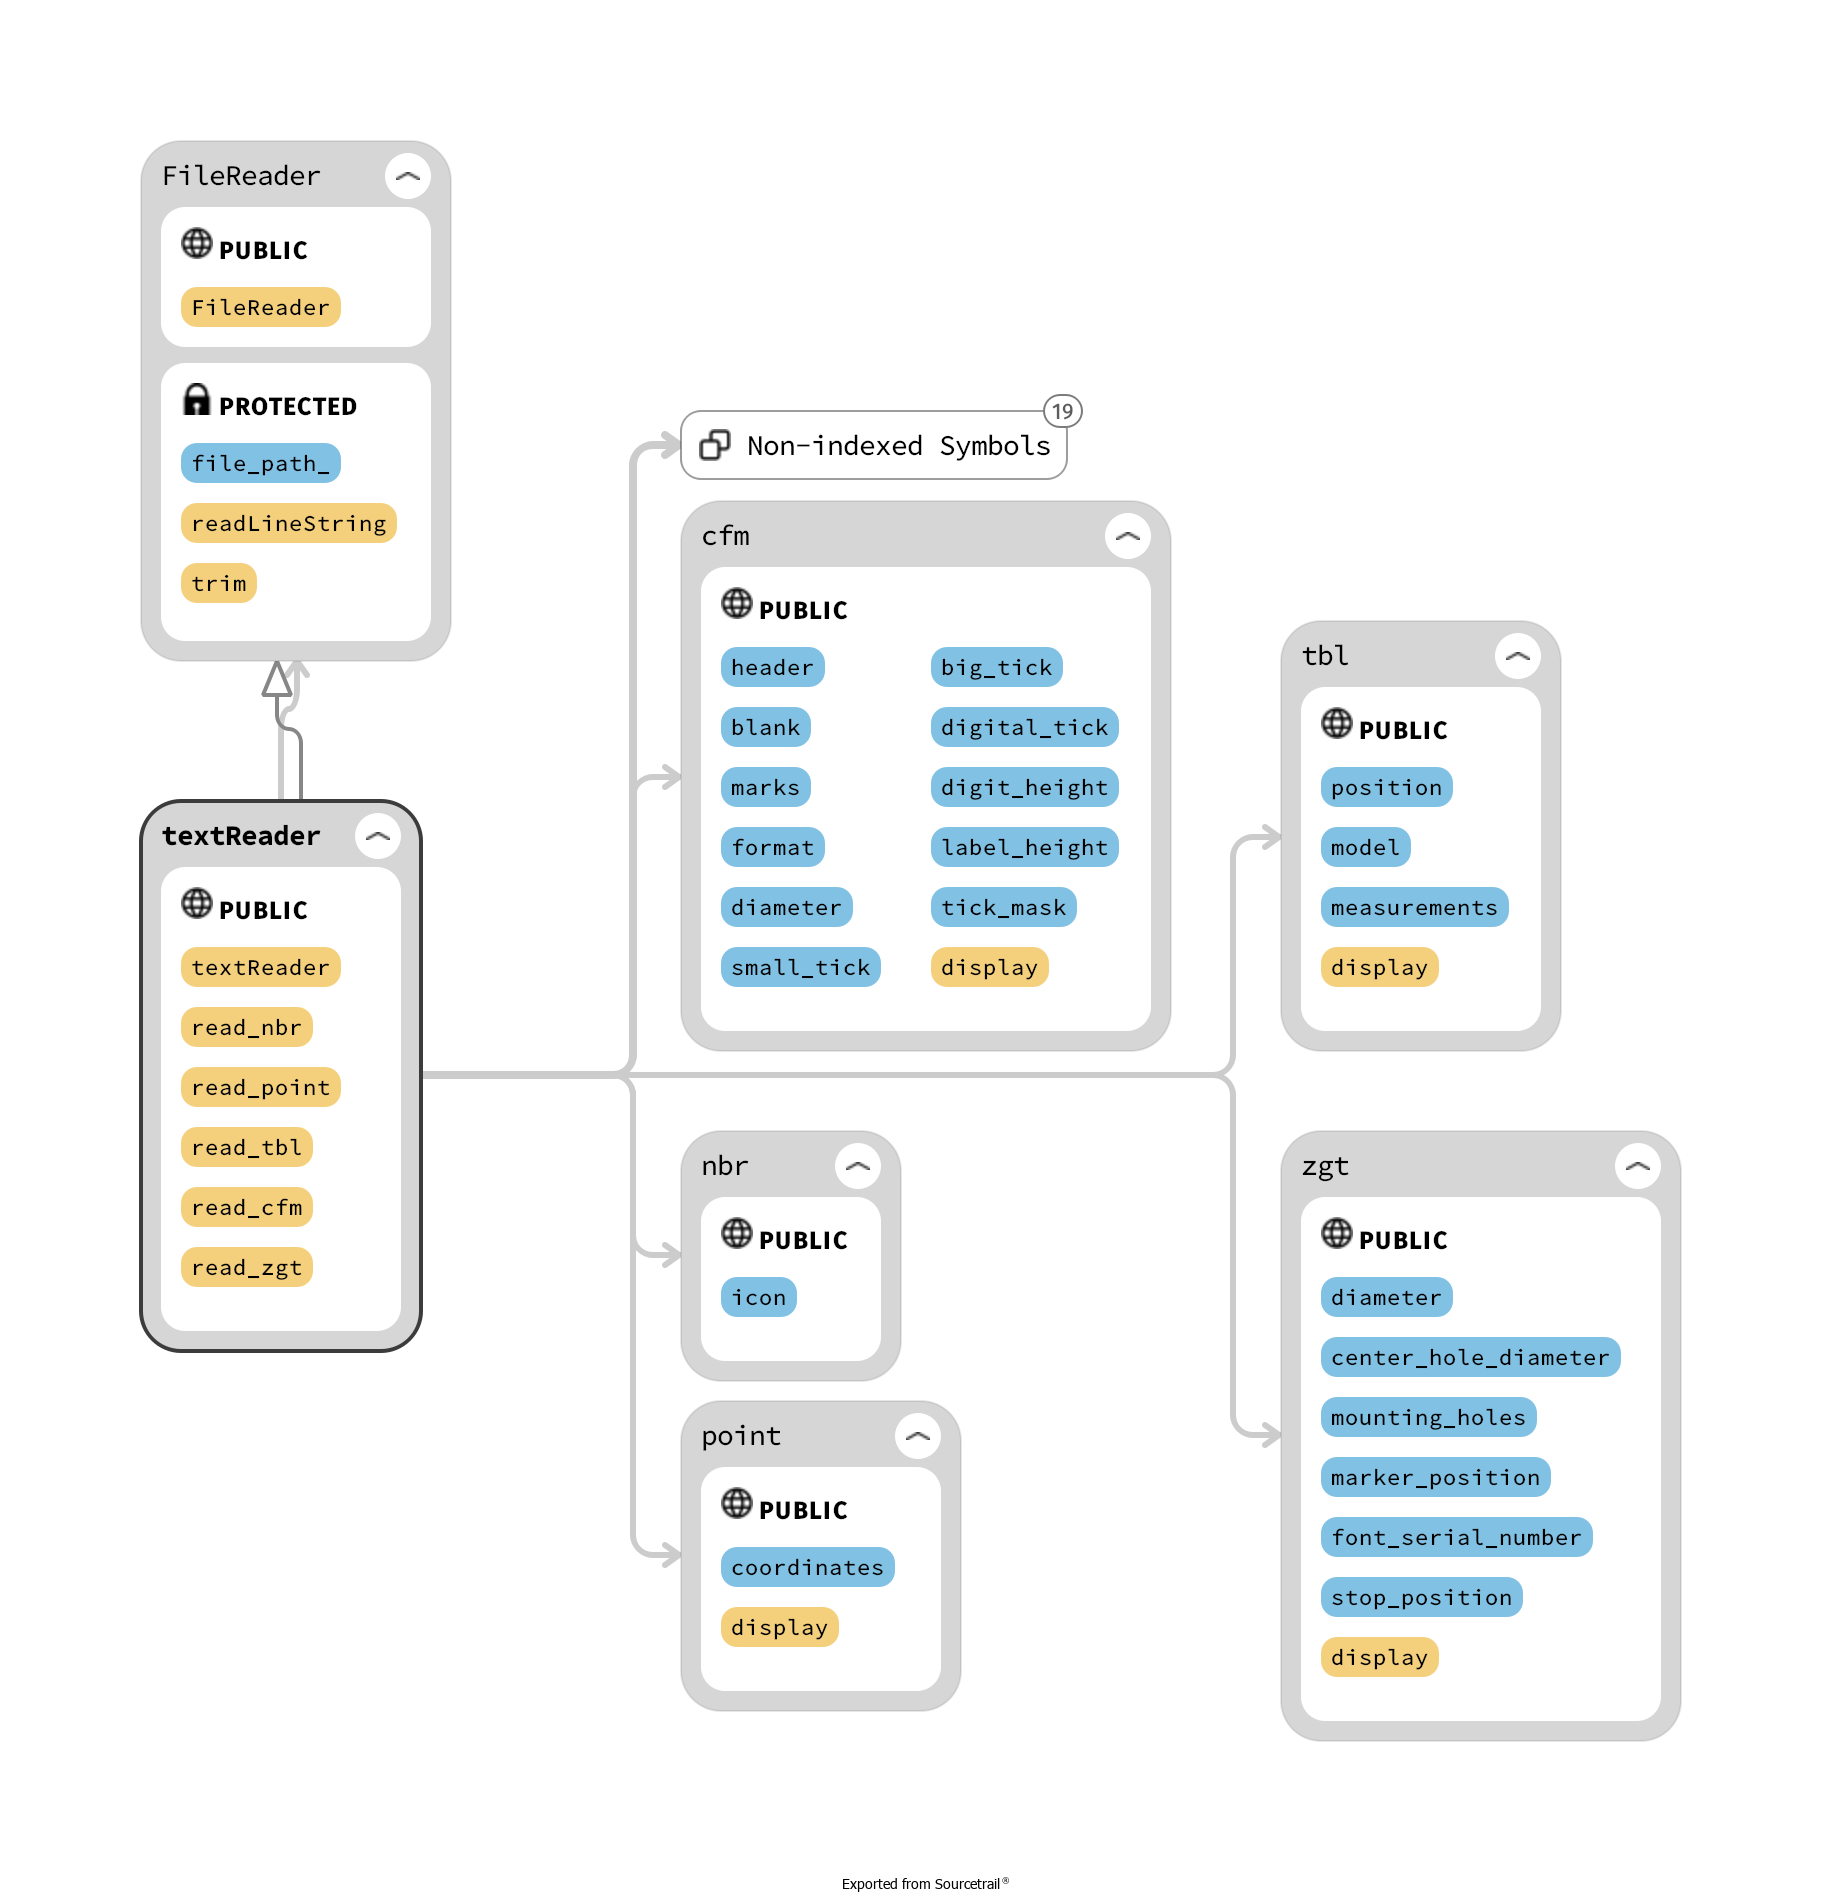 FileReader
PUBLIC
FileReader
PROTECTED
file_path_
readLineString
trim
textReader
PUBLIC
textReader
read_nbr
read_point
read_tbl
read_cfm
read_zgt
19
Non-indexed Symbols
cfm
PUBLIC
header
blank
marks
format
diameter
small_tick
big_tick
digital_tick
digit_height
label_height
tick_mask
display
nbr
PUBLIC
icon
point
PUBLIC
coordinates
display
tbl
PUBLIC
position
model
measurements
display
zgt
PUBLIC
diameter
center_hole_diameter
mounting_holes
marker_position
font_serial_number
stop_position
display
Exported from Sourcetrail®